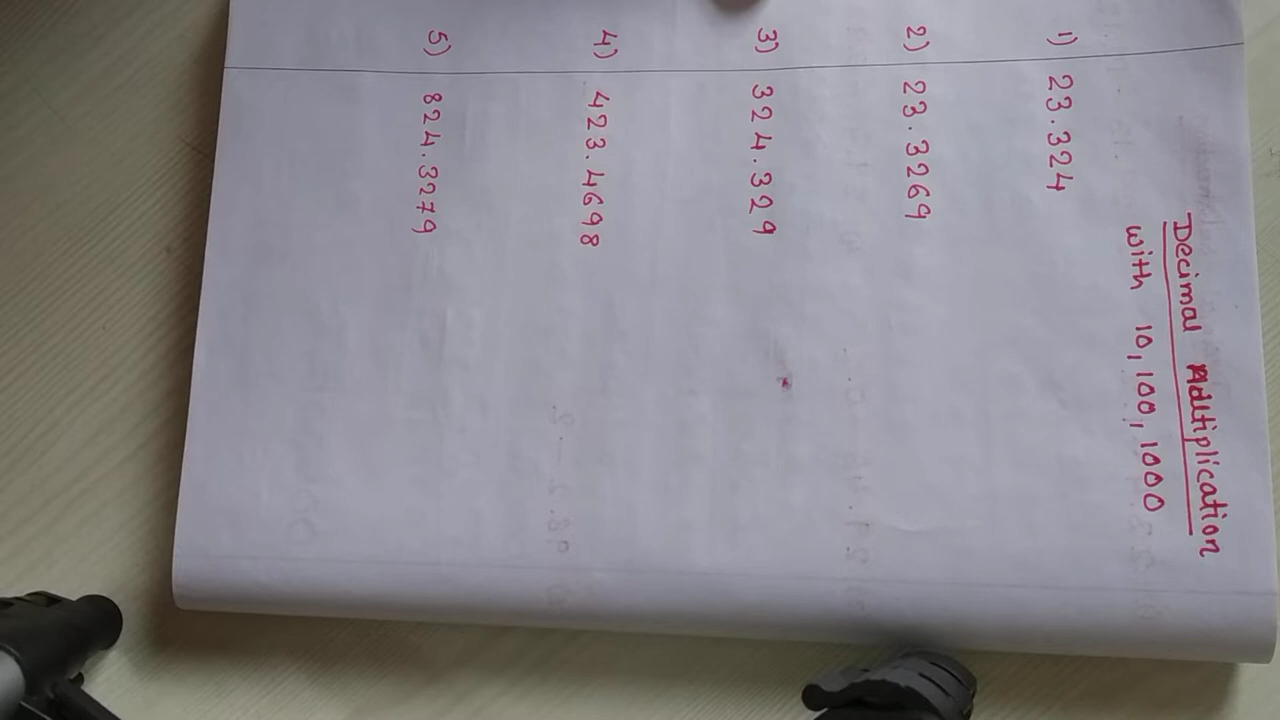 Decimal Multiplication
with 10, 100, 1000
1) 23.324
2) 23.3269
3) 324.329
4) 423.4698
5) 824.3279